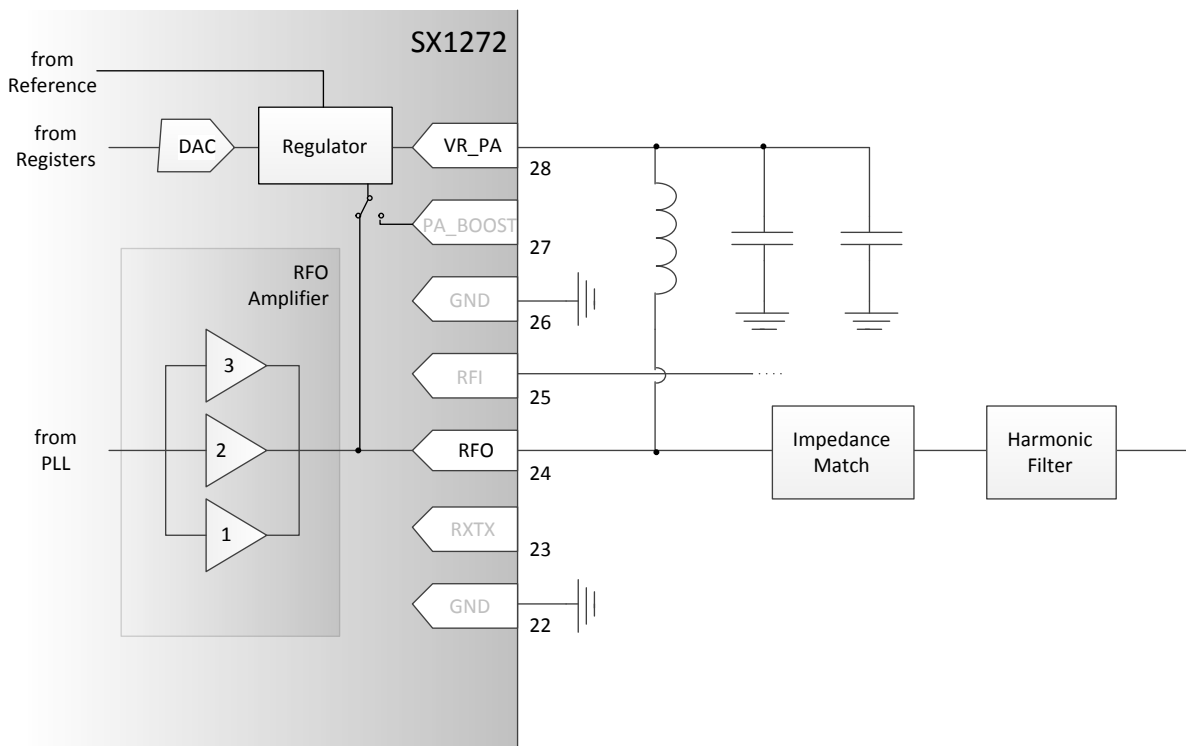 SX1272
from
Reference
from
Registers
DAC
Regulator
VR_PA
28
PA_BOOST
27
RFO
Amplifier
GND
26
3
RFI
25
from
PLL
2
RFO
24
Impedance
Match
Harmonic
Filter
1
RXTX
23
GND
22